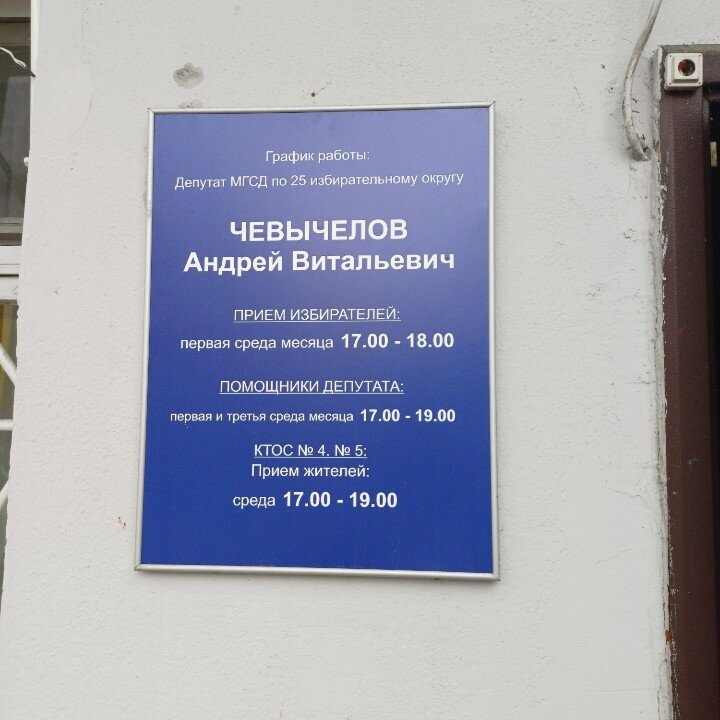 График работы:
Депутат МГСД по 25 избирательному округу
ЧЕВЫЧЕЛОВ
Андрей Витальевич
ПРИЕМ ИЗБИРАТЕЛЕЙ:
первая среда месяца 17.00 - 18.00
ПОМОЩНИКИ ДЕПУТАТА:
первая и третья среда месяца 17.00 - 19.00
КТОС № 4. № 5:
Прием жителей:
среда 17.00 - 19.00